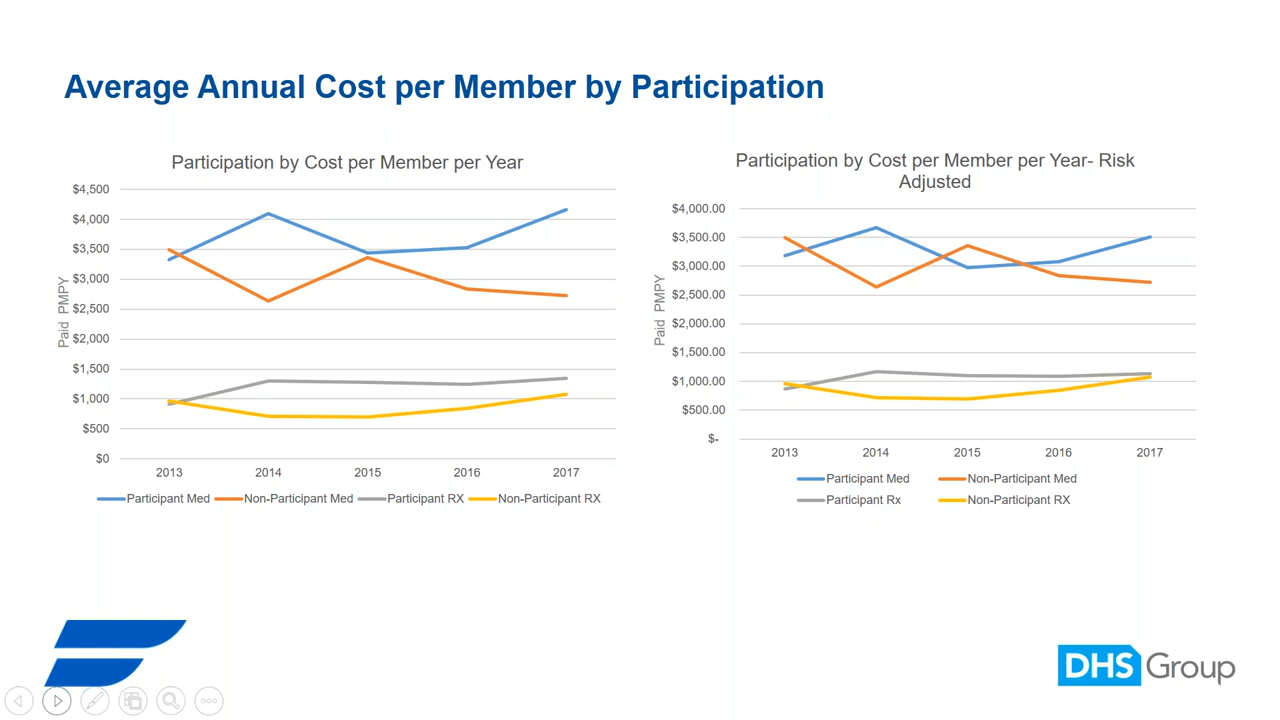 Average Annual Cost per Member by Participation
Participation by Cost per Member per Year
$4,500
$4,000
$3,500
$3,000
$2,500
$2,000
$1,500
$1,000
$500
$0
Paid PMPY
2013 2014 2015 2016 2017
Participant Med Non-Participant Med Participant RX Non-Participant RX
Participation by Cost per Member per Year- Risk
Adjusted
$4,000.00
$3,500.00
$3,000.00
$2,500.00
$2,000.00
$1,500.00
$1,000.00
$500.00
$-
Paid PMPY
2013 2014 2015 2016 2017
Participant Med Non-Participant Med
Participant Rx Non-Participant RX
DHS Group